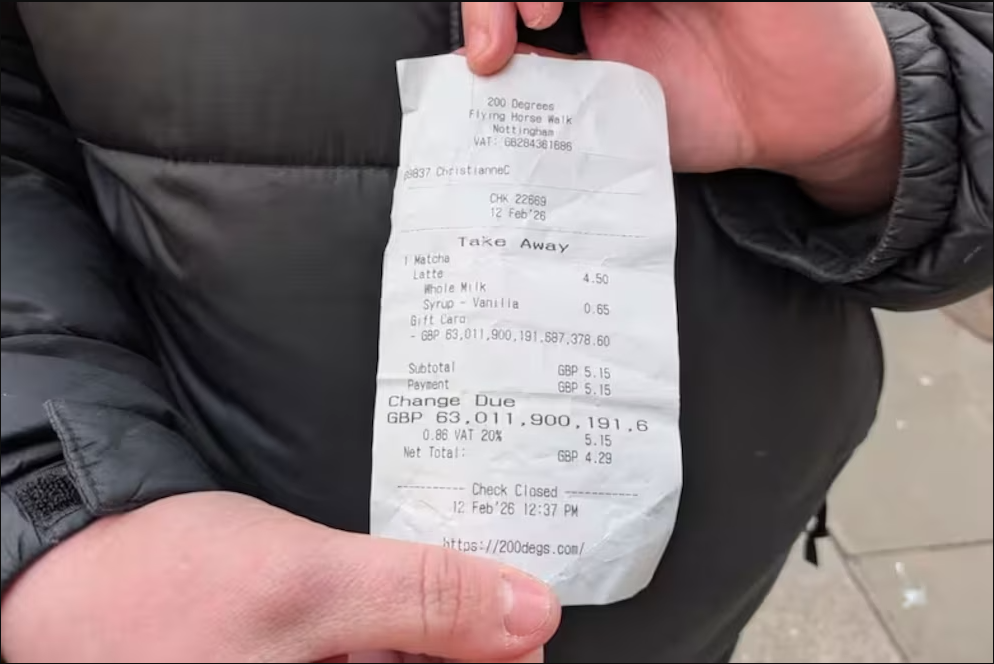 200 Degrees
Flying Horse Walk
Nottingham
VAT: GB284361686
69837 ChristianneC
CHK 22669
12 Feb'26
Take Away
1 Matcha
Latte 4.50
Whole Milk
Syrup - Vanilla 0.65
Gift Card
- GBP 63,011,900,191,687,378.60
Subtotal GBP 5.15
Payment GBP 5.15
Change Due
GBP 63,011,900,191,6
0.86 VAT 20% 5.15
Net Total: GBP 4.29
Check Closed
12 Feb'26 12:37 PM
https://200degs.com/